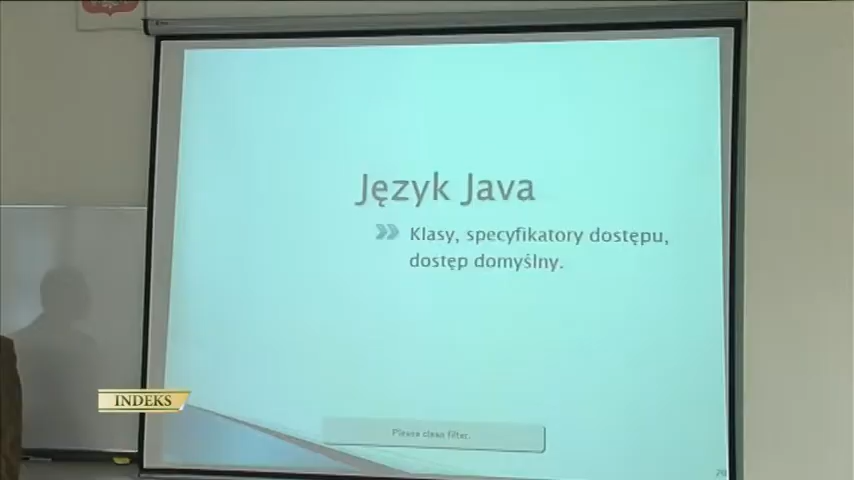 Język Java
Klasy, specyfikatory dostępu,
dostęp domyślny.
INDEKS
Please clean filter.